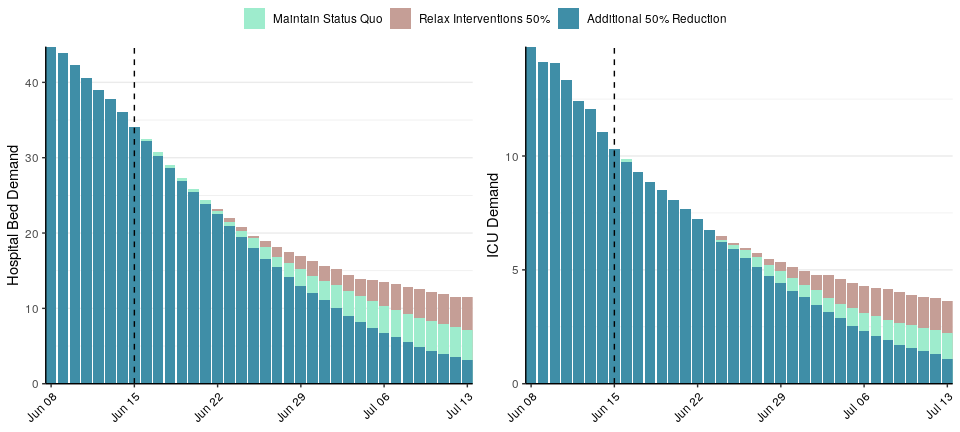 Maintain Status Quo Relax Interventions 50% Additional 50% Reduction
Hospital Bed Demand
40
30
20
10
0
Jun 08 Jun 15 Jun 22 Jun 29 Jul 06 Jul 13
ICU Demand
10
5
0
Jun 08 Jun 15 Jun 22 Jun 29 Jul 06 Jul 13